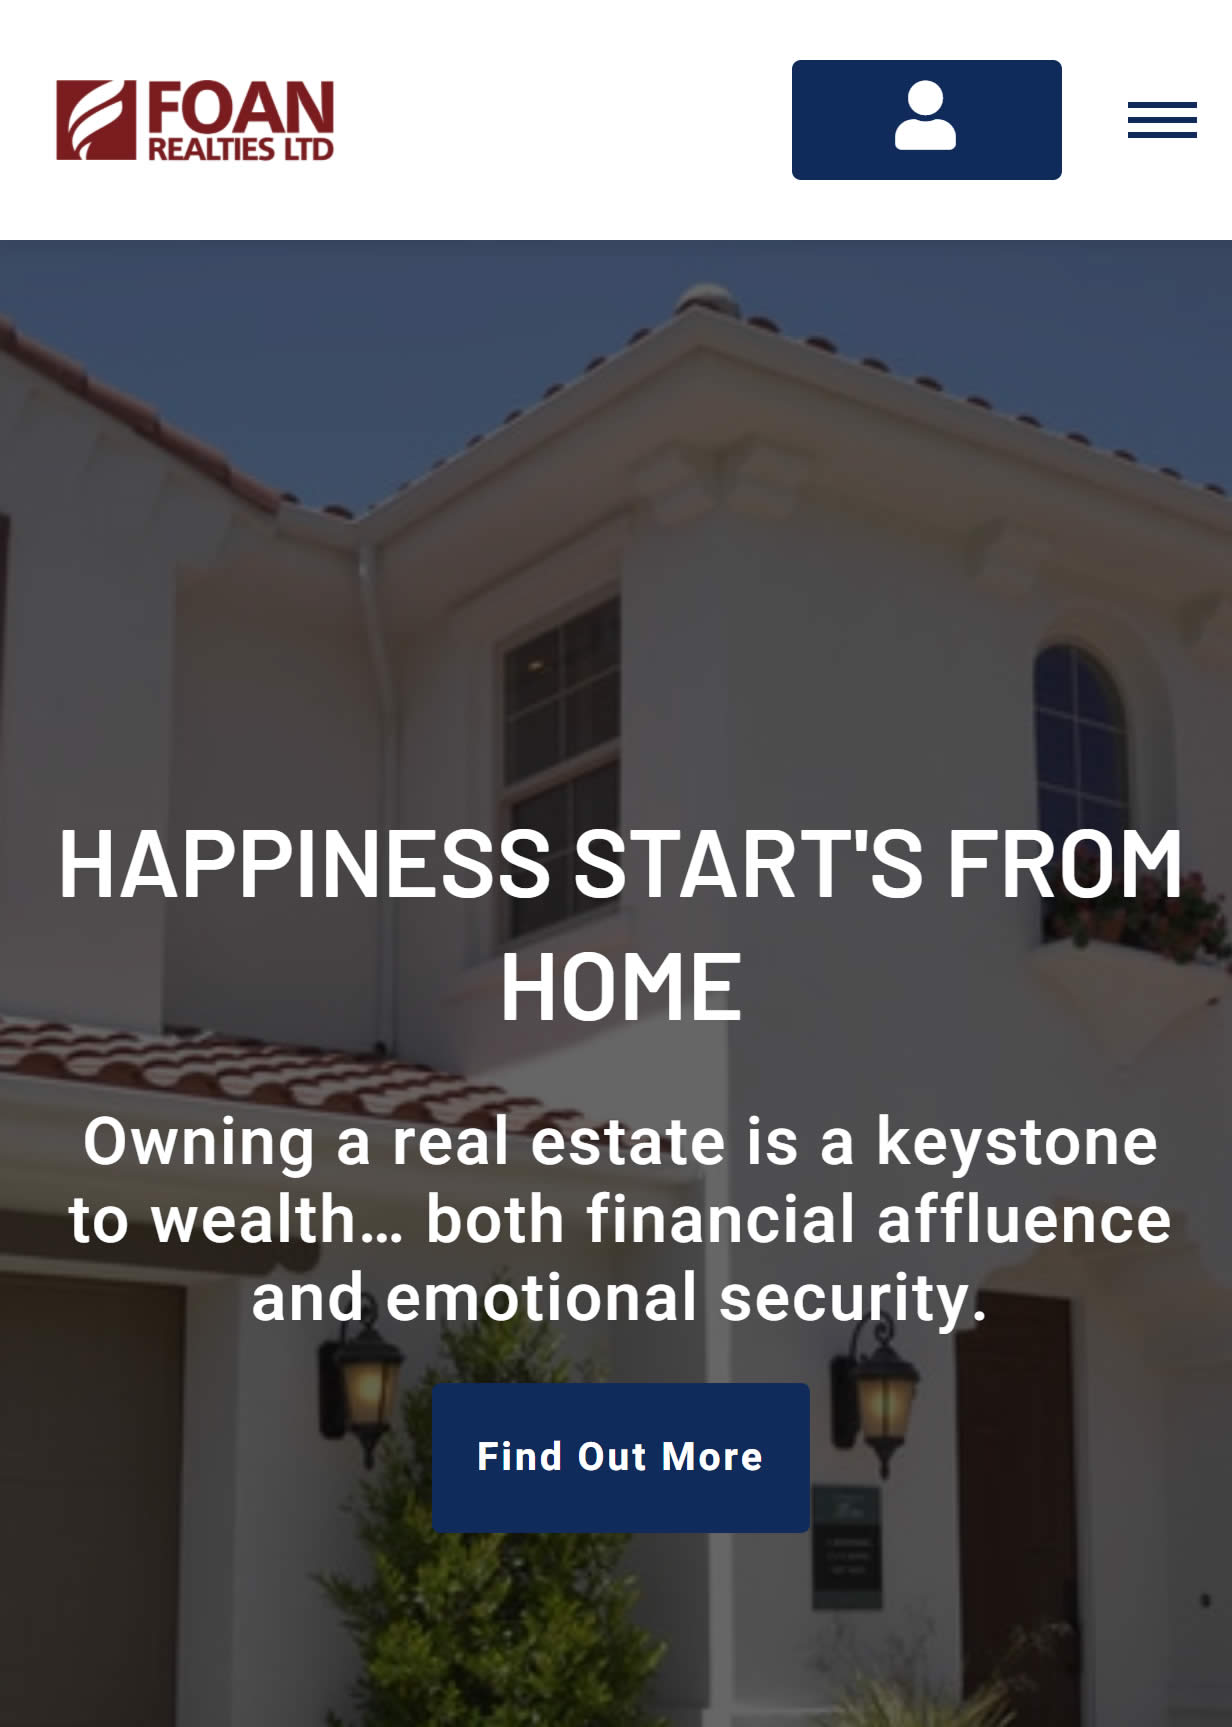 FOAN
REALTIES LTD
HAPPINESS START'S FROM
HOME
Owning a real estate is a keystone
to wealth... both financial affluence
and emotional security.
Find Out More